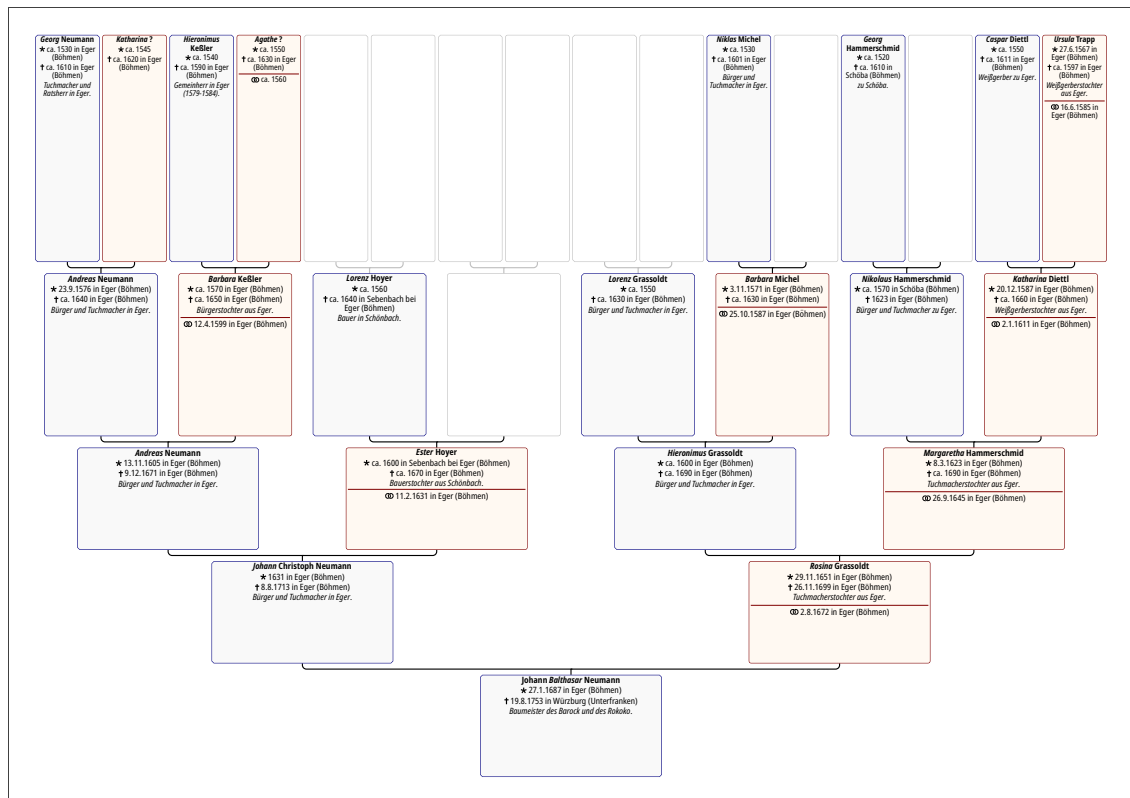 Georg Neumann
★ ca. 1530 in Eger
(Böhmen)
✝ ca. 1610 in Eger
(Böhmen)
Tuchmacher und
Ratsherr in Eger.
Katharina ?
★ ca. 1545
✝ ca. 1620 in Eger
(Böhmen)
Hieronimus
Keßler
★ ca. 1540
✝ ca. 1590 in Eger
(Böhmen)
Gemeinherr in Eger
(1579-1584).
Agathe ?
★ ca. 1550
✝ ca. 1630 in Eger
(Böhmen)
⚭ ca. 1560
Niklas Michel
★ ca. 1530
✝ ca. 1601 in Eger
(Böhmen)
Bürger und
Tuchmacher in Eger.
Georg
Hammerschmid
★ ca. 1520
✝ ca. 1610 in
Schöba (Böhmen)
zu Schöba.
Caspar Diettl
★ ca. 1550
✝ ca. 1611 in Eger
(Böhmen)
Weißgerber zu Eger.
Ursula Trapp
★ 27.6.1567 in
Eger (Böhmen)
✝ ca. 1597 in Eger
(Böhmen)
Weißgerberstochter
aus Eger.
⚭ 16.6.1585 in
Eger (Böhmen)
Andreas Neumann
★ 23.9.1576 in Eger (Böhmen)
✝ ca. 1640 in Eger (Böhmen)
Bürger und Tuchmacher in Eger.
Barbara Keßler
★ ca. 1570 in Eger (Böhmen)
✝ ca. 1650 in Eger (Böhmen)
Bürgerstochter aus Eger.
⚭ 12.4.1599 in Eger (Böhmen)
Lorenz Hoyer
★ ca. 1560
✝ ca. 1640 in Sebenbach bei
Eger (Böhmen)
Bauer in Schönbach.
Lorenz Grassoldt
★ ca. 1550
✝ ca. 1630 in Eger (Böhmen)
Bürger und Tuchmacher in Eger.
Barbara Michel
★ 3.11.1571 in Eger (Böhmen)
✝ ca. 1630 in Eger (Böhmen)
⚭ 25.10.1587 in Eger (Böhmen)
Nikolaus Hammerschmid
★ ca. 1570 in Schöba (Böhmen)
✝ 1623 in Eger (Böhmen)
Bürger und Tuchmacher zu Eger.
Katharina Diettl
★ 20.12.1587 in Eger (Böhmen)
✝ ca. 1660 in Eger (Böhmen)
Weißgerberstochter aus Eger.
⚭ 2.1.1611 in Eger (Böhmen)
Andreas Neumann
★ 13.11.1605 in Eger (Böhmen)
✝ 9.12.1671 in Eger (Böhmen)
Bürger und Tuchmacher in Eger.
Ester Hoyer
★ ca. 1600 in Sebenbach bei Eger (Böhmen)
✝ ca. 1670 in Eger (Böhmen)
Bauerstochter aus Schönbach.
⚭ 11.2.1631 in Eger (Böhmen)
Hieronimus Grassoldt
★ ca. 1600 in Eger (Böhmen)
✝ ca. 1690 in Eger (Böhmen)
Bürger und Tuchmacher in Eger.
Margaretha Hammerschmid
★ 8.3.1623 in Eger (Böhmen)
✝ ca. 1690 in Eger (Böhmen)
Tuchmacherstochter aus Eger.
⚭ 26.9.1645 in Eger (Böhmen)
Johann Christoph Neumann
★ 1631 in Eger (Böhmen)
✝ 8.8.1713 in Eger (Böhmen)
Bürger und Tuchmacher in Eger.
Rosina Grassoldt
★ 29.11.1651 in Eger (Böhmen)
✝ 26.11.1699 in Eger (Böhmen)
Tuchmacherstochter aus Eger.
⚭ 2.8.1672 in Eger (Böhmen)
Johann Balthasar Neumann
★ 27.1.1687 in Eger (Böhmen)
✝ 19.8.1753 in Würzburg (Unterfranken)
Baumeister des Barock und des Rokoko.